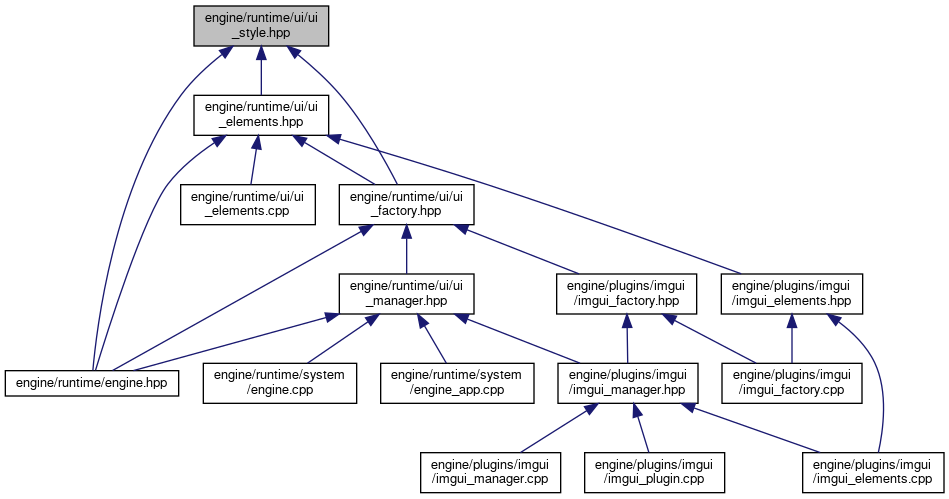 engine/runtime/ui/ui
_style.hpp
engine/runtime/ui/ui
_elements.hpp
engine/runtime/ui/ui
_elements.cpp
engine/runtime/ui/ui
_factory.hpp
engine/runtime/ui/ui
_manager.hpp
engine/plugins/imgui
/imgui_factory.hpp
engine/plugins/imgui
/imgui_elements.hpp
engine/runtime/engine.hpp
engine/runtime/system
/engine.cpp
engine/runtime/system
/engine_app.cpp
engine/plugins/imgui
/imgui_manager.hpp
engine/plugins/imgui
/imgui_factory.cpp
engine/plugins/imgui
/imgui_manager.cpp
engine/plugins/imgui
/imgui_plugin.cpp
engine/plugins/imgui
/imgui_elements.cpp